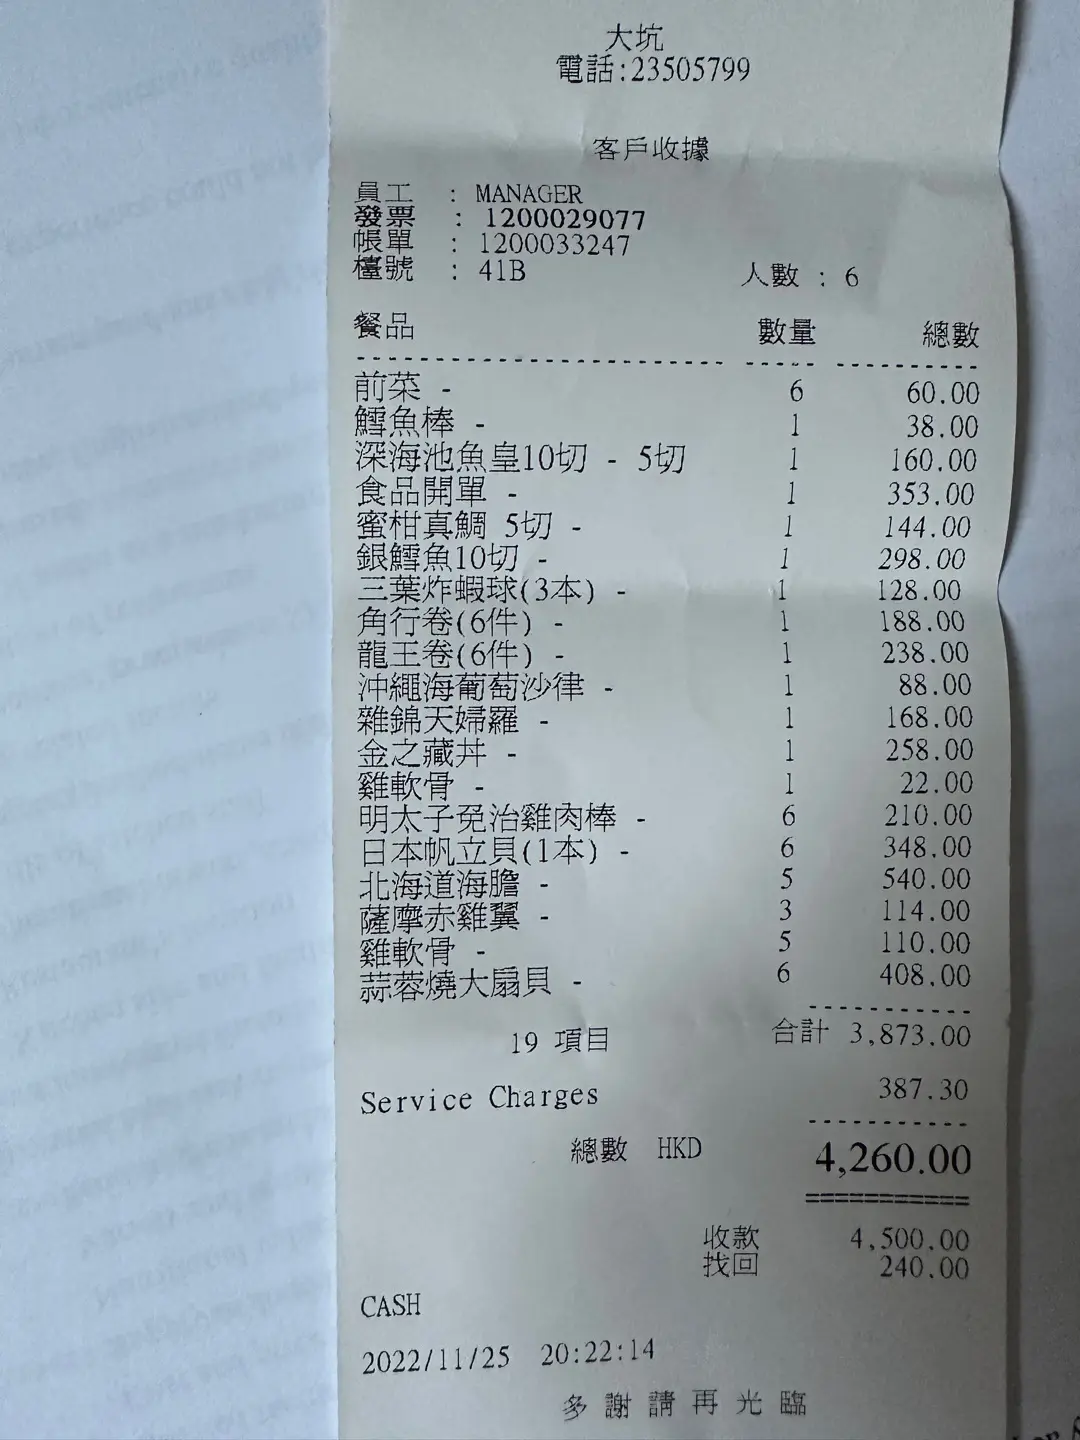 大坑
電話:23505799
客戶收據
員工 : MANAGER
發票 : 1200029077
帳單 : 1200033247
檯號 : 41B 人數 : 6
餐品 數量 總數
前菜 - 6 60.00
鱈魚棒 - 1 38.00
深海池魚皇10切 - 5切 1 160.00
食品開單 - 1 353.00
蜜柑真鯛 5切 - 1 144.00
銀鱈魚10切 - 1 298.00
三葉炸蝦球(3本) - 1 128.00
角行卷(6件) - 1 188.00
龍王卷(6件) - 1 238.00
沖繩海葡萄沙律 - 1 88.00
雜錦天婦羅 - 1 168.00
金之藏丼 - 1 258.00
雞軟骨 - 1 22.00
明太子免治雞肉棒 - 6 210.00
日本帆立貝(1本) - 6 348.00
北海道海膽 - 5 540.00
薩摩赤雞翼 - 3 114.00
雞軟骨 - 5 110.00
蒜蓉燒大扇貝 - 6 408.00
19 項目 合計 3,873.00
Service Charges 387.30
總數 HKD 4,260.00
收款 4,500.00
找回 240.00
CASH
2022/11/25 20:22:14
多謝請再光臨